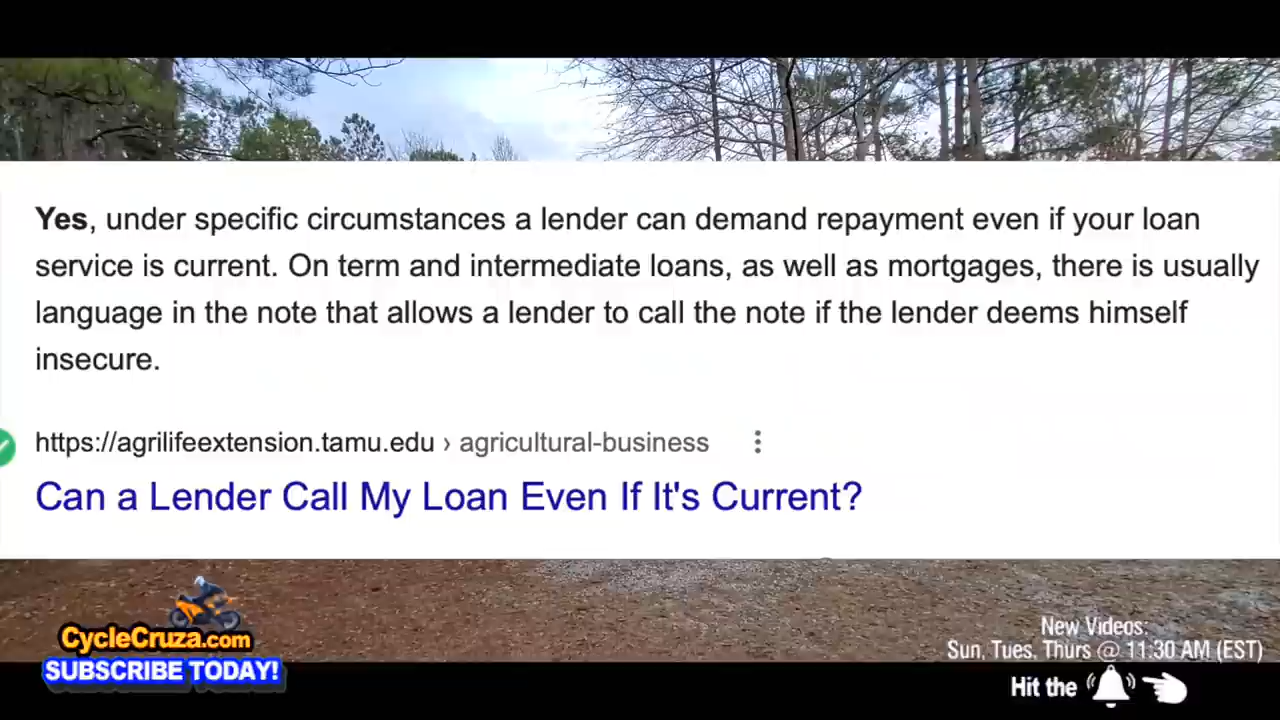 Yes, under specific circumstances a lender can demand repayment even if your loan
service is current. On term and intermediate loans, as well as mortgages, there is usually
language in the note that allows a lender to call the note if the lender deems himself
insecure.
https://agrilifeextension.tamu.edu › agricultural-business
Can a Lender Call My Loan Even If It's Current?
CycleCruza.com
SUBSCRIBE TODAY!
New Videos:
Sun, Tues, Thurs @ 11:30 AM (EST)
Hit the